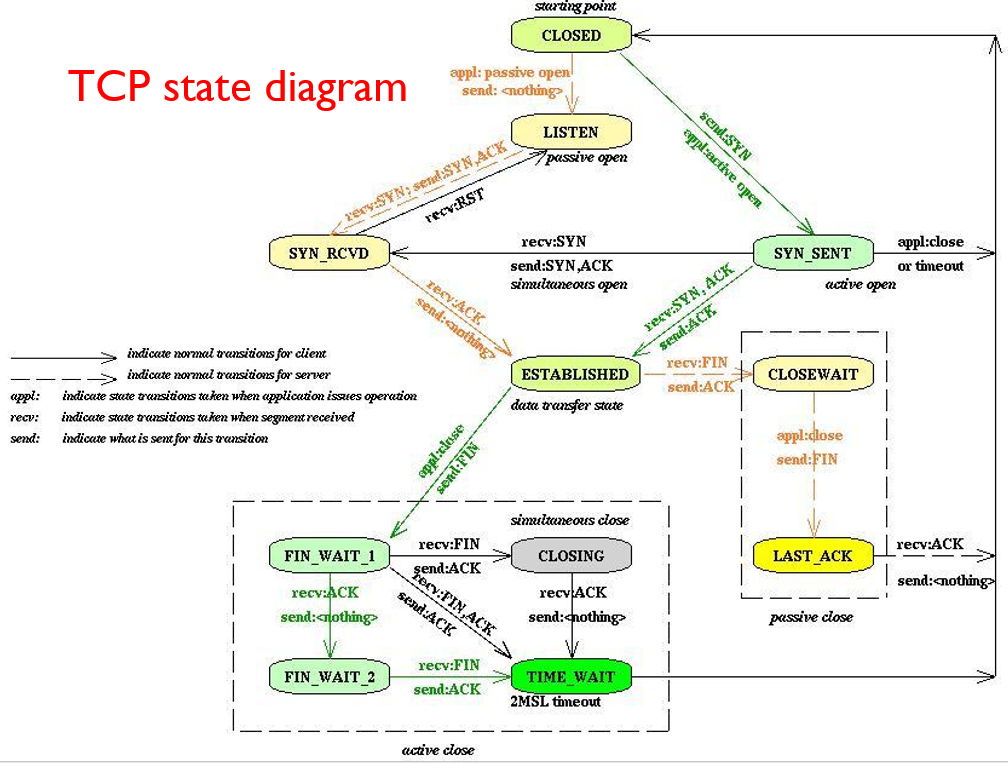 starting point
CLOSED
TCP state diagram
appl: passive open
send: <nothing>
LISTEN
passive open
send:SYN
appl:active open
recv:SYN; send:SYN,ACK
recv:RST
SYN_RCVD
recv:SYN
send:SYN,ACK
simultaneous open
SYN_SENT
active open
appl:close
or timeout
recv:ACK
send:<nothing>
recv:SYN, ACK
send:ACK
indicate normal transitions for client
indicate normal transitions for server
appl: indicate state transitions taken when application issues operation
recv: indicate state transitions taken when segment received
send: indicate what is sent for this transition
ESTABLISHED
data transfer state
recv:FIN
send:ACK
CLOSEWAIT
appl:close
send:FIN
appl:close
send:FIN
LAST_ACK
recv:ACK
send:<nothing>
passive close
simultaneous close
FIN_WAIT_1
recv:FIN
send:ACK
CLOSING
recv:FIN,ACK
send:ACK
recv:ACK
send:<nothing>
recv:ACK
send:<nothing>
FIN_WAIT_2
recv:FIN
send:ACK
TIME_WAIT
2MSL timeout
active close